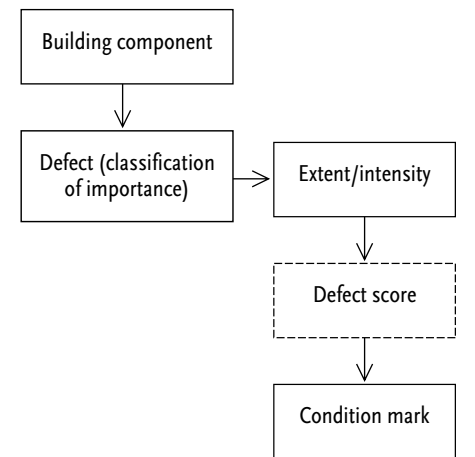 Building component
Defect (classification
of importance)
Extent/intensity
Defect score
Condition mark